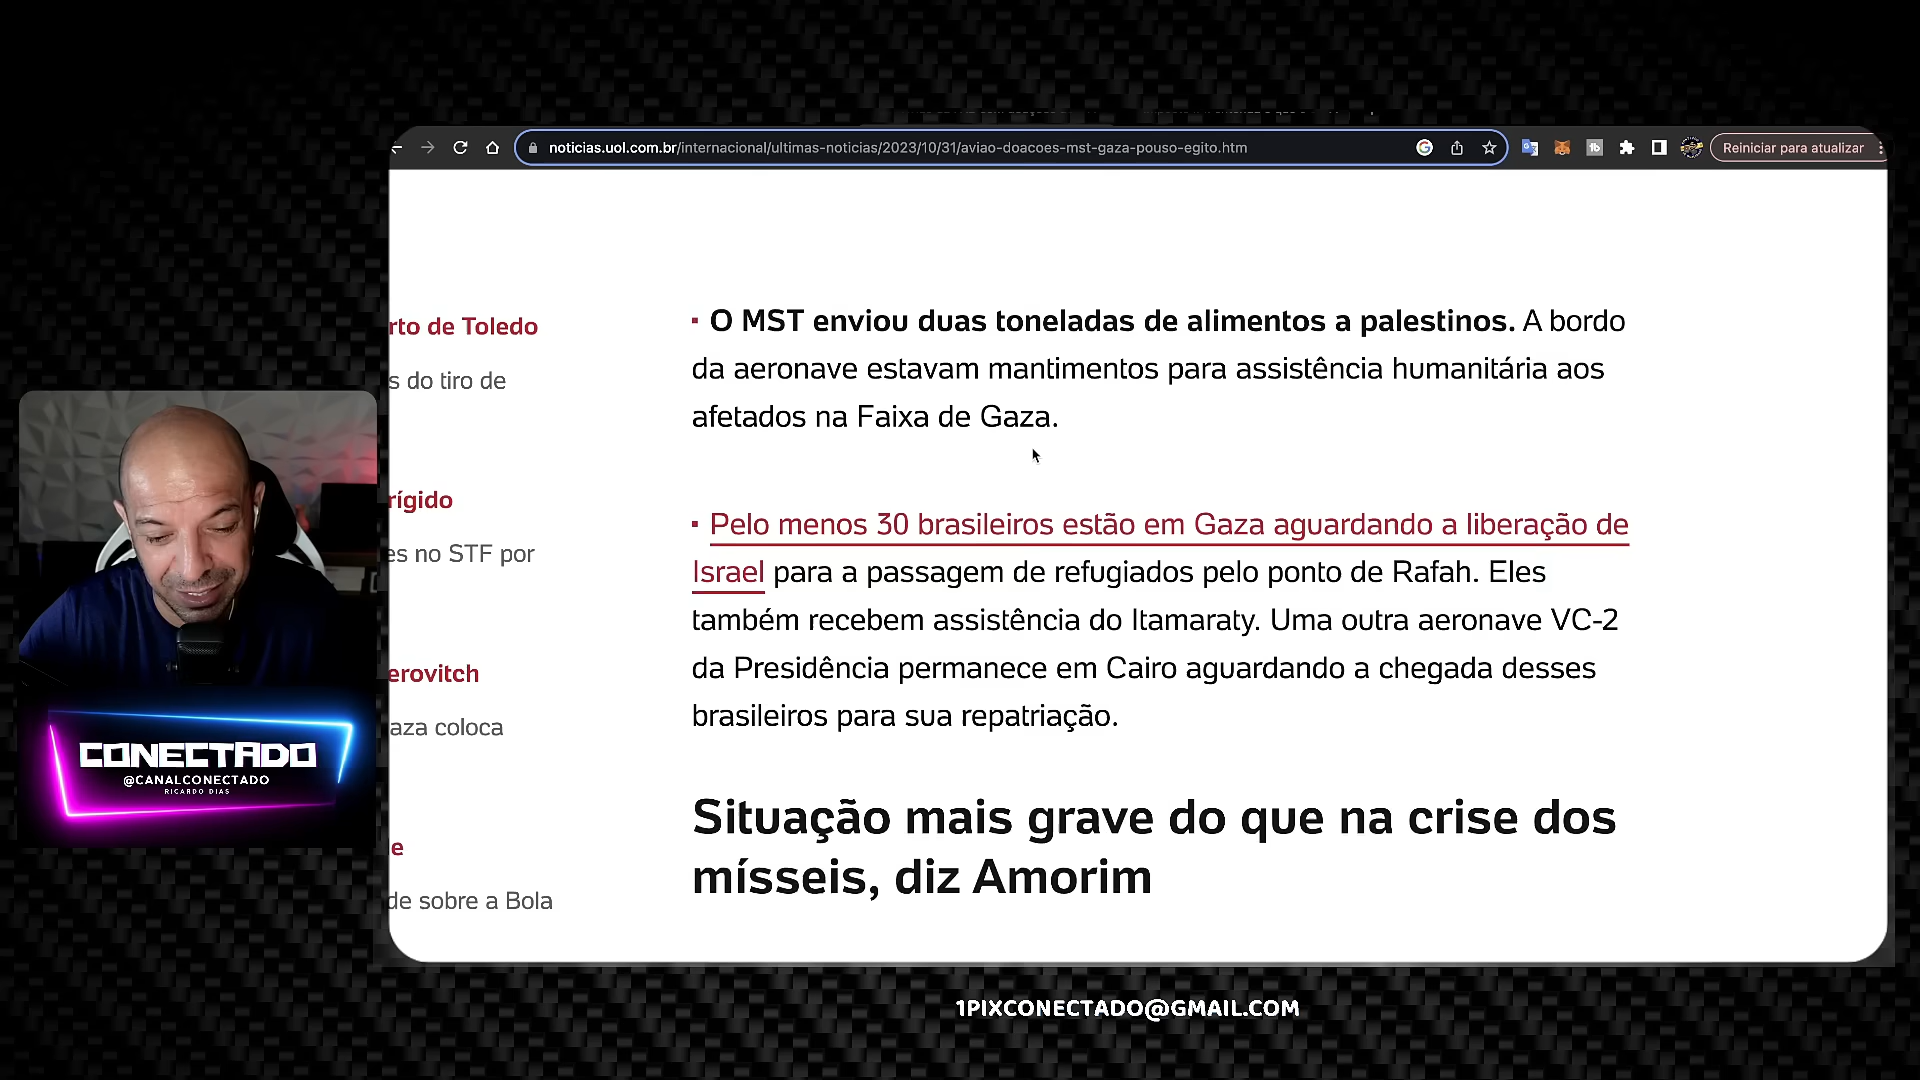 noticias.uol.com.br/internacional/ultimas-noticias/2023/10/31/aviao-doacoes-mst-gaza-pouso-egito.htm
Reiniciar para atualizar
rto de Toledo
s do tiro de
rígido
es no STF por
erovitch
aza coloca
e
de sobre a Bola
▪ O MST enviou duas toneladas de alimentos a palestinos. A bordo
da aeronave estavam mantimentos para assistência humanitária aos
afetados na Faixa de Gaza.
▪ Pelo menos 30 brasileiros estão em Gaza aguardando a liberação de
Israel para a passagem de refugiados pelo ponto de Rafah. Eles
também recebem assistência do Itamaraty. Uma outra aeronave VC-2
da Presidência permanece em Cairo aguardando a chegada desses
brasileiros para sua repatriação.
Situação mais grave do que na crise dos
mísseis, diz Amorim
CONECTADO
@CANALCONECTADO
RICARDO DIAS
1PIXCONECTADO@GMAIL.COM